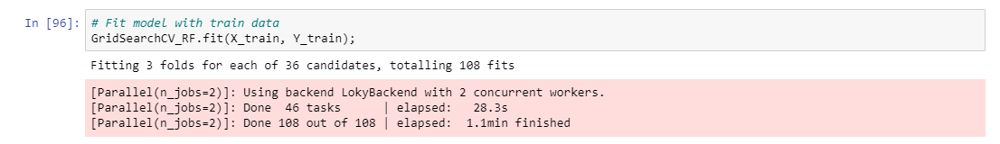 In [96]: # Fit model with train data
GridSearchCV_RF.fit(X_train, Y_train);
Fitting 3 folds for each of 36 candidates, totalling 108 fits
[Parallel(n_jobs=2)]: Using backend LokyBackend with 2 concurrent workers.
[Parallel(n_jobs=2)]: Done  46 tasks      | elapsed:   28.3s
[Parallel(n_jobs=2)]: Done 108 out of 108 | elapsed:  1.1min finished